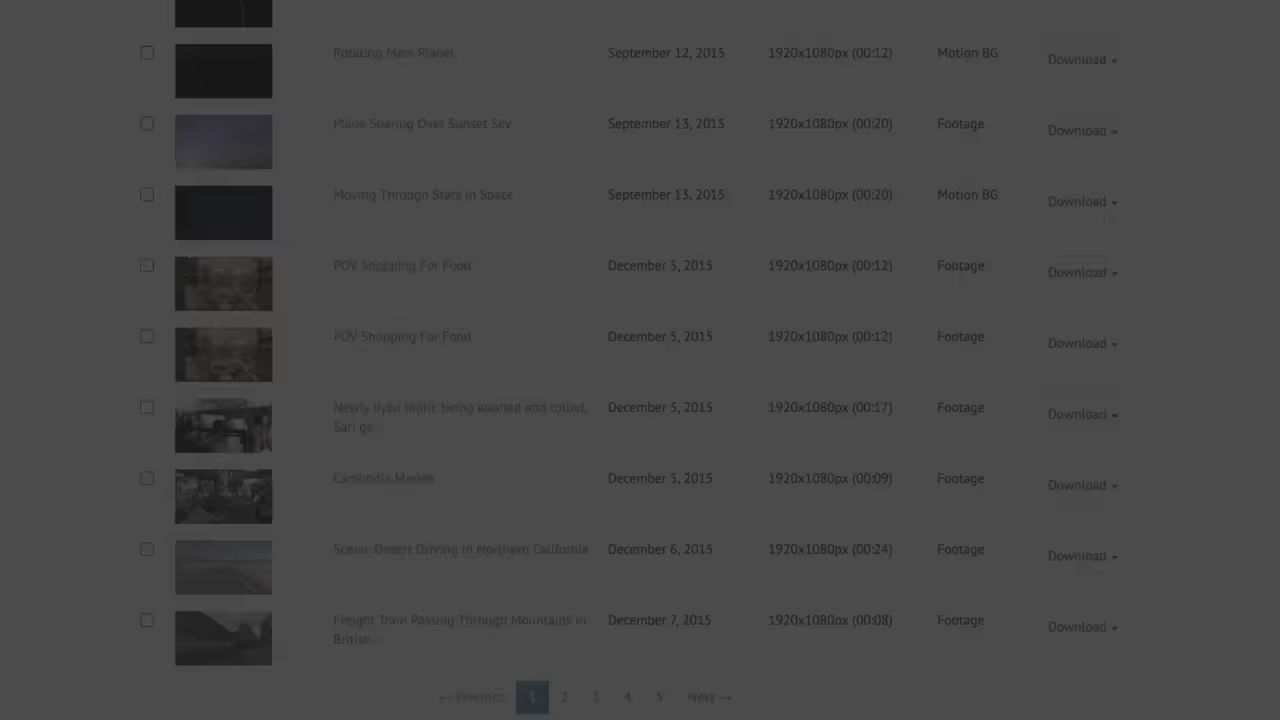 Rotating Mars Planet September 12, 2015 1920x1080px (00:12) Motion BG Download
Plane Soaring Over Sunset Sky September 13, 2015 1920x1080px (00:20) Footage Download
Moving Through Stars in Space September 13, 2015 1920x1080px (00:20) Motion BG Download
POV Shopping For Food December 5, 2015 1920x1080px (00:12) Footage Download
POV Shopping For Food December 5, 2015 1920x1080px (00:12) Footage Download
Newly dyed fabric being washed and rolled, December 5, 2015 1920x1080px (00:17) Footage Download
Sari ga...
Cambodia Market December 5, 2015 1920x1080px (00:09) Footage Download
Scenic Desert Driving in Northern California December 6, 2015 1920x1080px (00:24) Footage Download
Freight Train Passing Through Mountains in December 7, 2015 1920x1080px (00:08) Footage Download
British...
← Previous 1 2 3 4 5 Next →